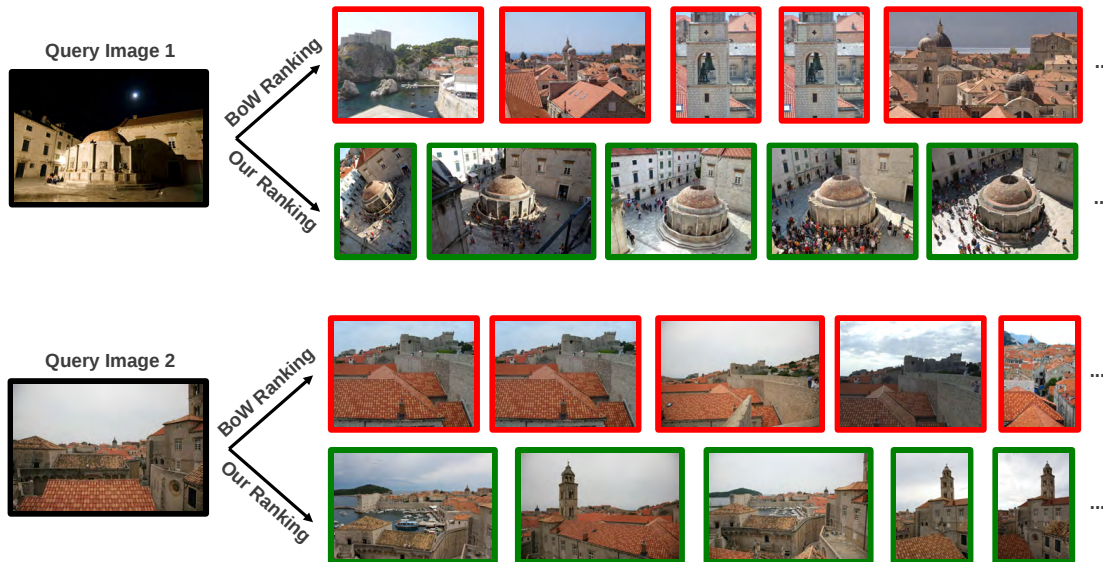 Query Image 1
BoW Ranking
Our Ranking
...
...
Query Image 2
BoW Ranking
Our Ranking
...
...